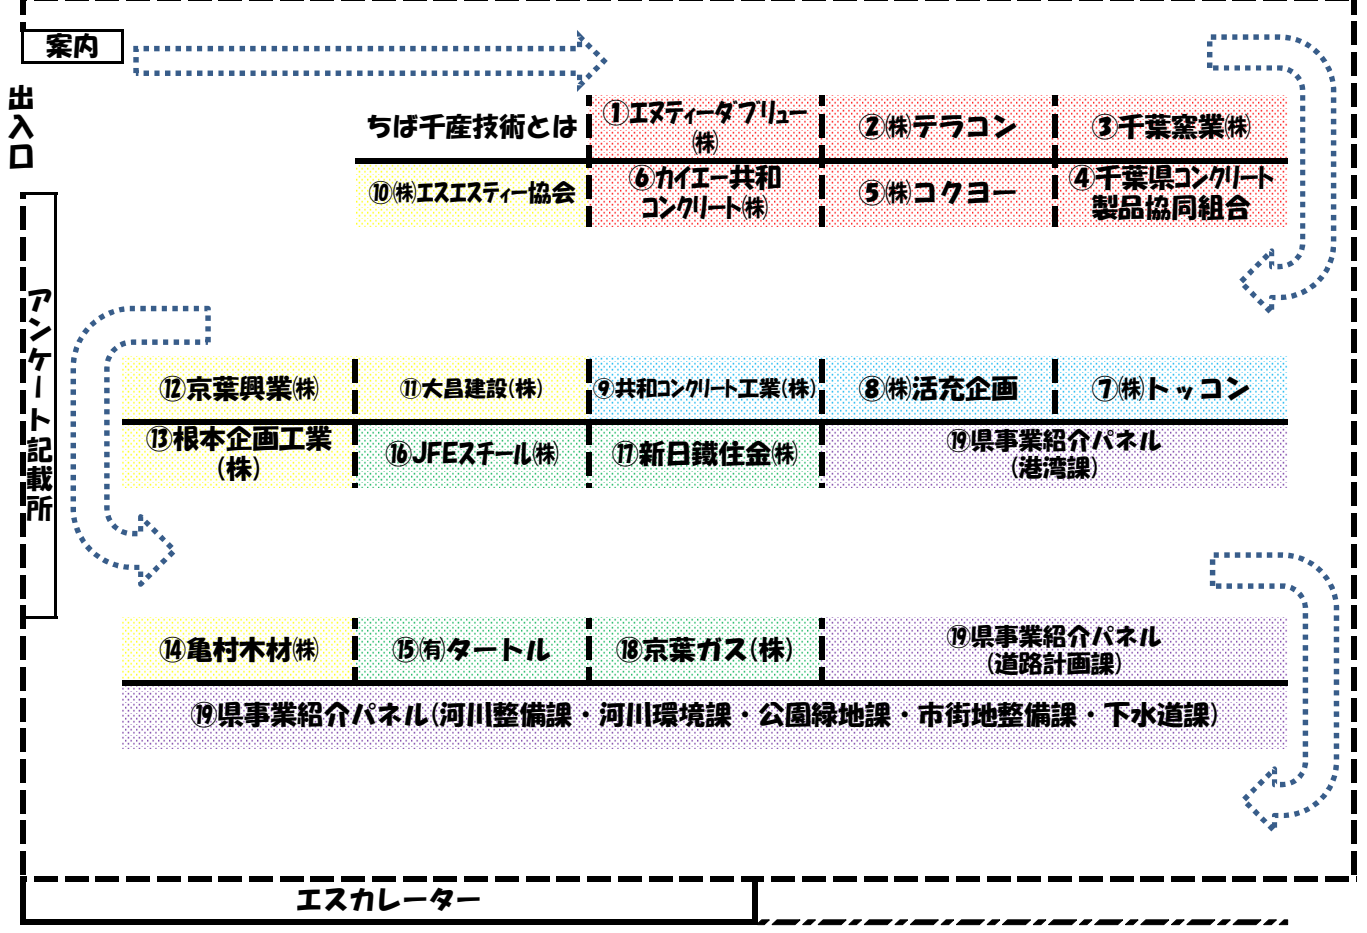 案内
出入口
ちば千産技術とは
①エヌティーダブリュー
㈱
②㈱テラコン
③千葉窯業㈱
⑩㈱エスエスティー協会
⑥カイエー共和
コンクリート㈱
⑤㈱コクヨー
④千葉県コンクリート
製品協同組合
アンケート記載所
⑫京葉興業㈱
⑪大昌建設(株)
⑨共和コンクリート工業(株)
⑧㈱活充企画
⑦㈱トッコン
⑬根本企画工業
(株)
⑯JFEスチール㈱
⑰新日鐵住金㈱
⑲県事業紹介パネル
(港湾課)
⑭亀村木材㈱
⑮㈲タートル
⑱京葉ガス(株)
⑲県事業紹介パネル
(道路計画課)
⑲県事業紹介パネル(河川整備課・河川環境課・公園緑地課・市街地整備課・下水道課)
エスカレーター